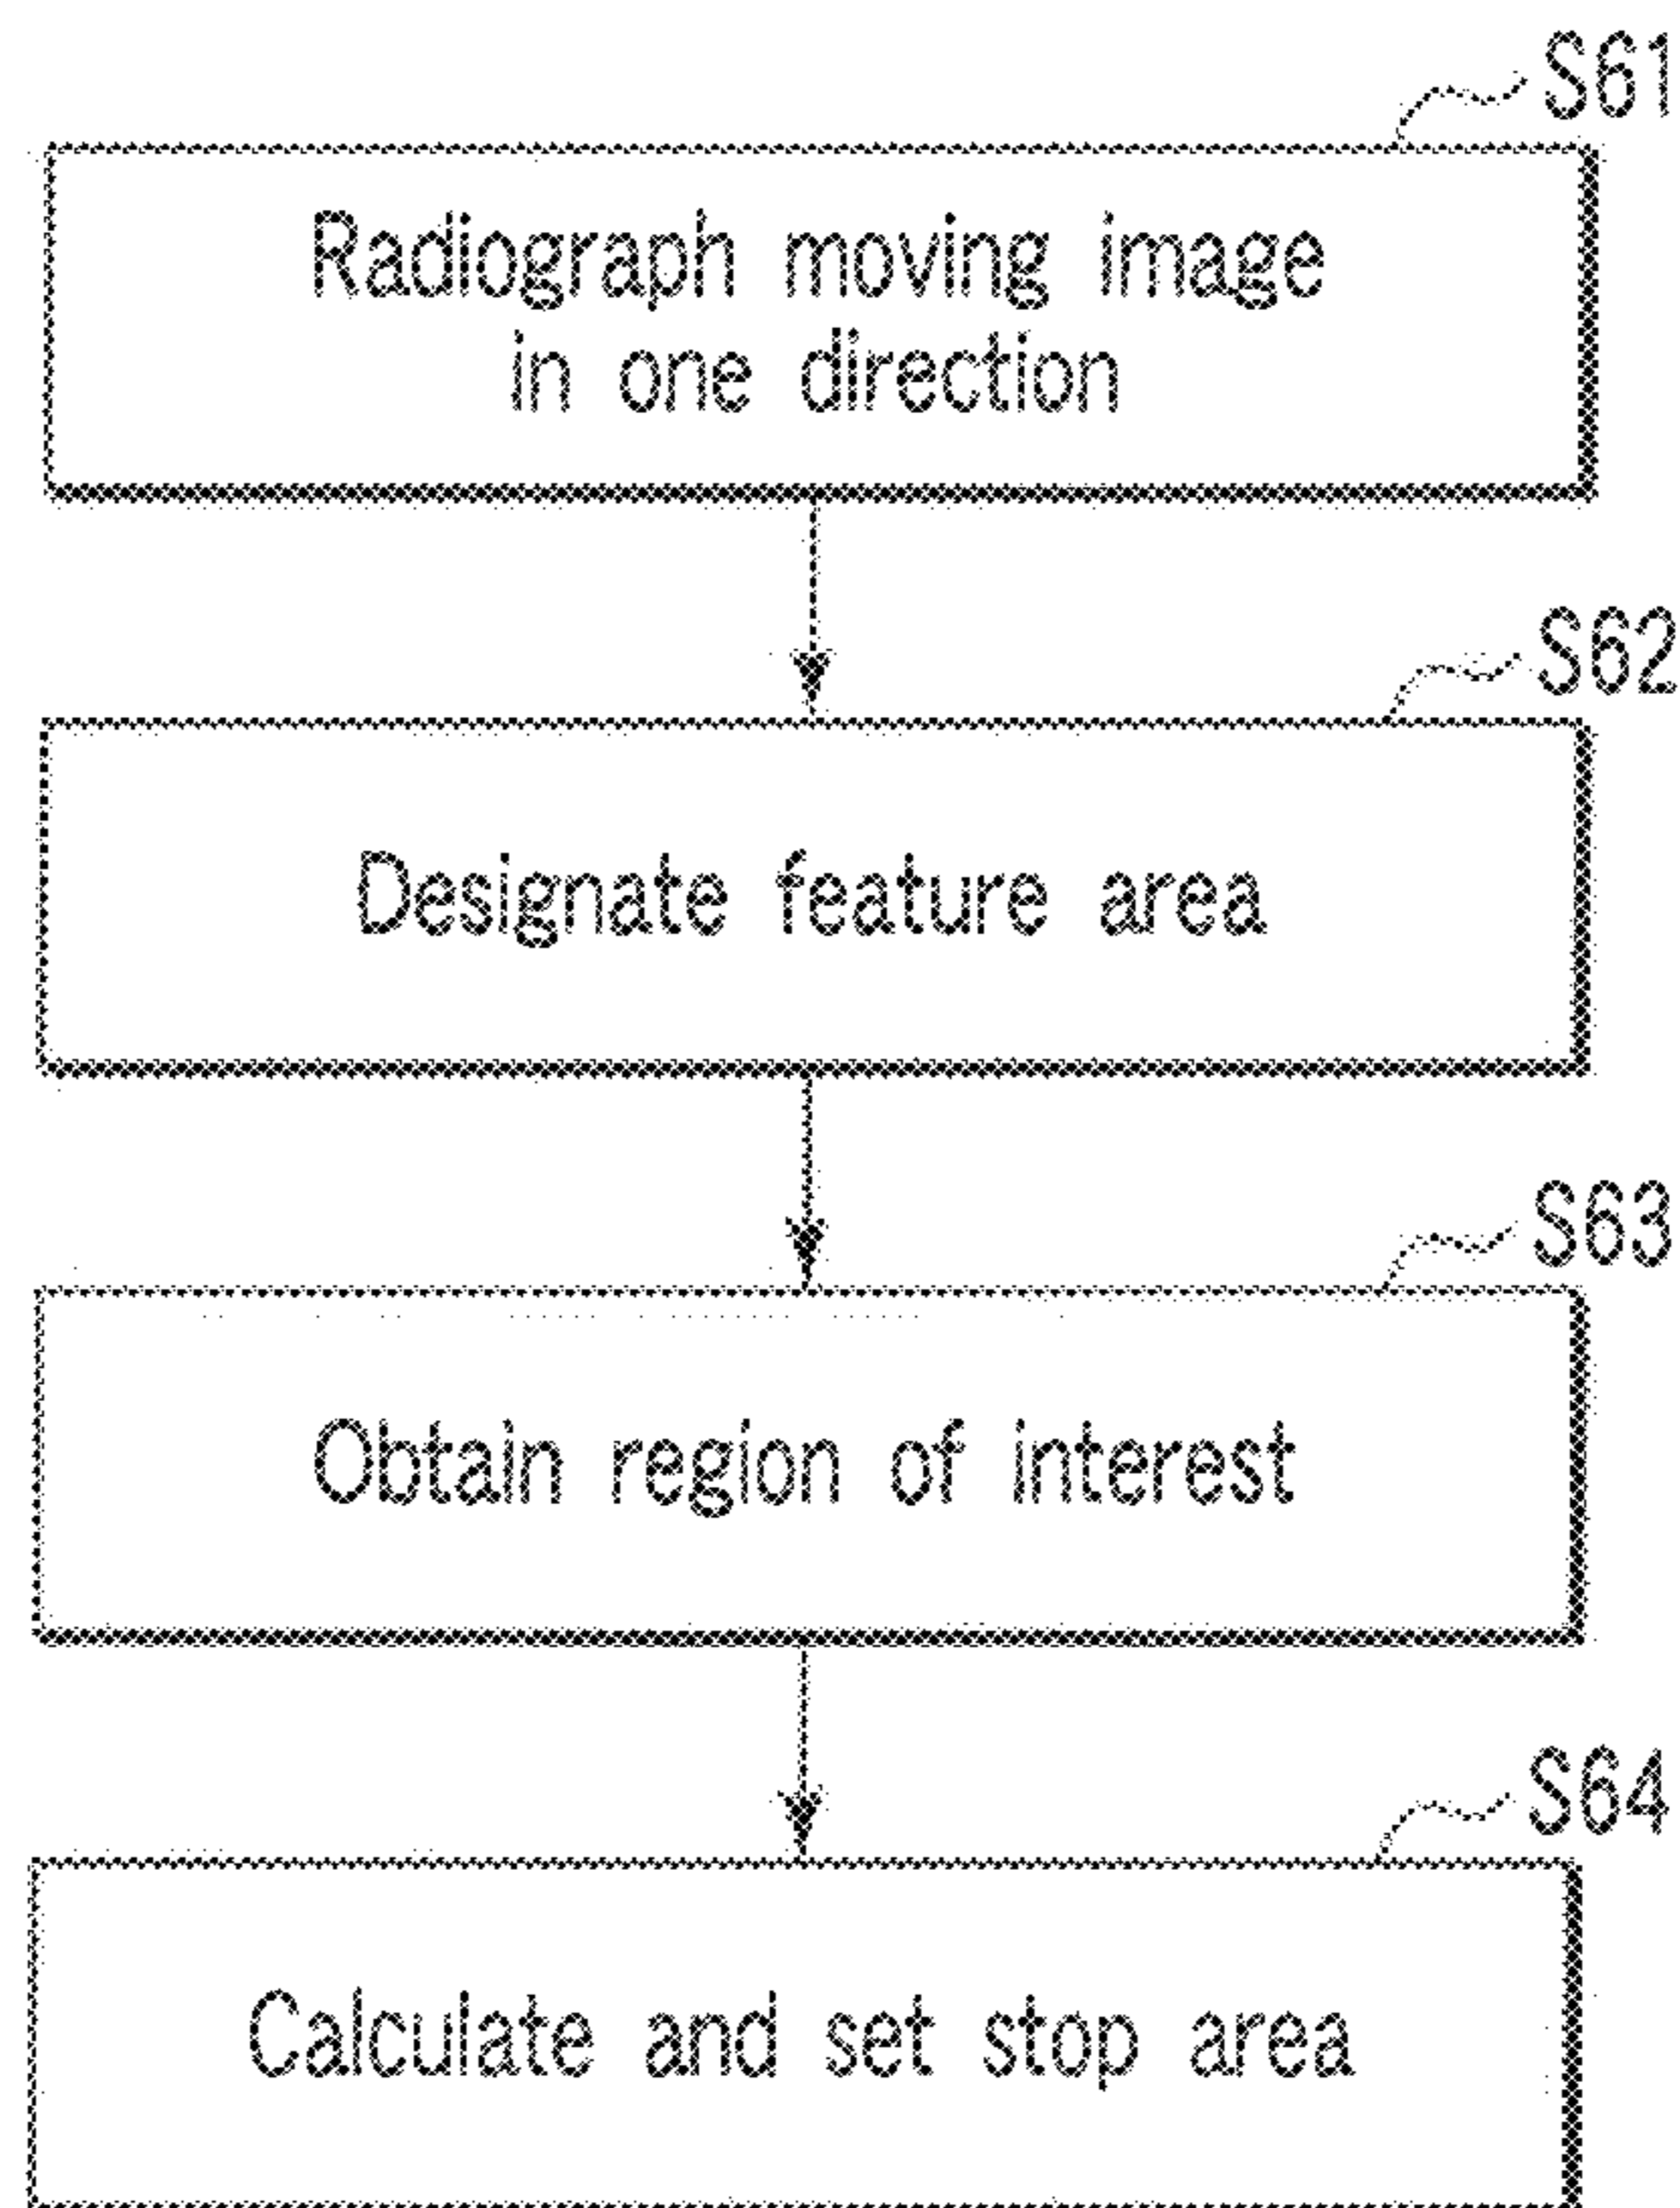 S61
Radiograph moving image
in one direction
S62
Designate feature area
S63
Obtain region of interest
S64
Calculate and set stop area